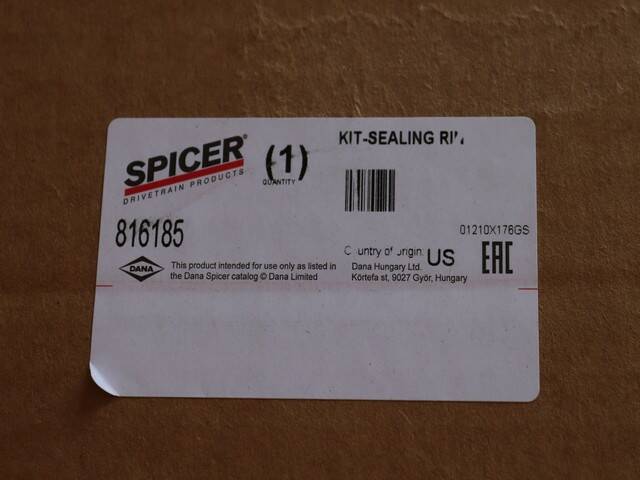 SPICER®
DRIVETRAIN PRODUCTS
(1)
QUANTITY
KIT-SEALING
816185
01210X176GS
DANA
This product intended for use only as listed in
the Dana Spicer catalog © Dana Limited
Country of origin: US
Dana Hungary Ltd.
Körtefa st, 9027 Győr, Hungary
EAC